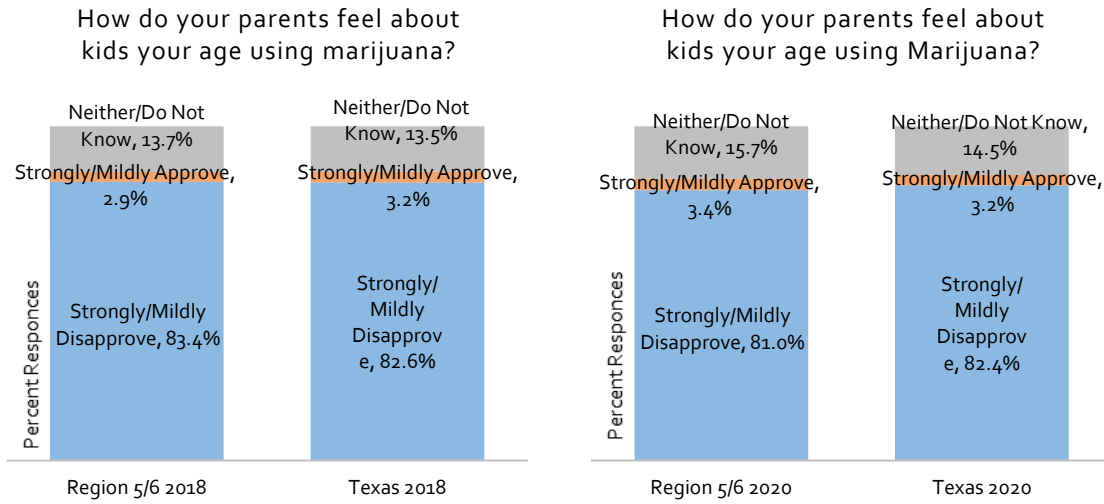 How do your parents feel about
kids your age using marijuana?
Neither/Do Not
Know, 13.7%
Strongly/Mildly Approve,
2.9%
Strongly/Mildly
Disapprove, 83.4%
Neither/Do Not
Know, 13.5%
Strongly/Mildly Approve,
3.2%
Strongly/
Mildly
Disapprov
e, 82.6%
Percent Responces
Region 5/6 2018
Texas 2018
How do your parents feel about
kids your age using Marijuana?
Neither/Do Not
Know, 15.7%
Strongly/Mildly Approve,
3.4%
Strongly/Mildly
Disapprove, 81.0%
Neither/Do Not Know,
14.5%
Strongly/Mildly Approve,
3.2%
Strongly/
Mildly
Disapprov
e, 82.4%
Percent Responces
Region 5/6 2020
Texas 2020